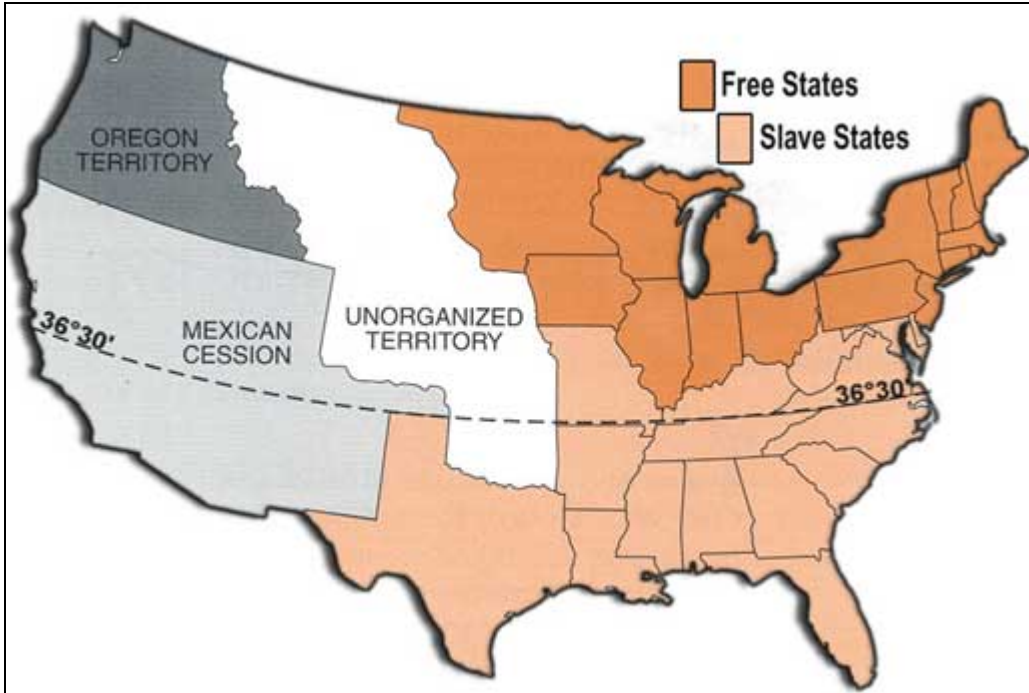 Free States
Slave States
OREGON
TERRITORY
UNORGANIZED
TERRITORY
36°30'
MEXICAN
CESSION
36°30'